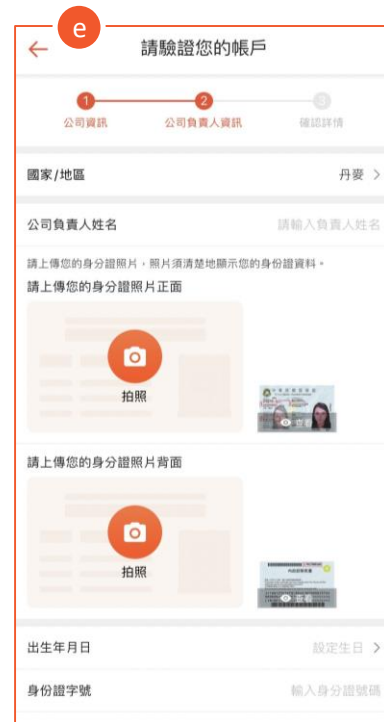 e
請驗證您的帳戶
1
2
3
公司資訊
公司負責人資訊
確認詳情
國家/地區
丹麥
公司負責人姓名
請輸入負責人姓名
請上傳您的身分證照片，照片須清楚地顯示您的身份證資料。
請上傳您的身分證照片正面
拍照
查看
請上傳您的身分證照片背面
拍照
查看
出生年月日
設定生日
身份證字號
輸入身分證號碼